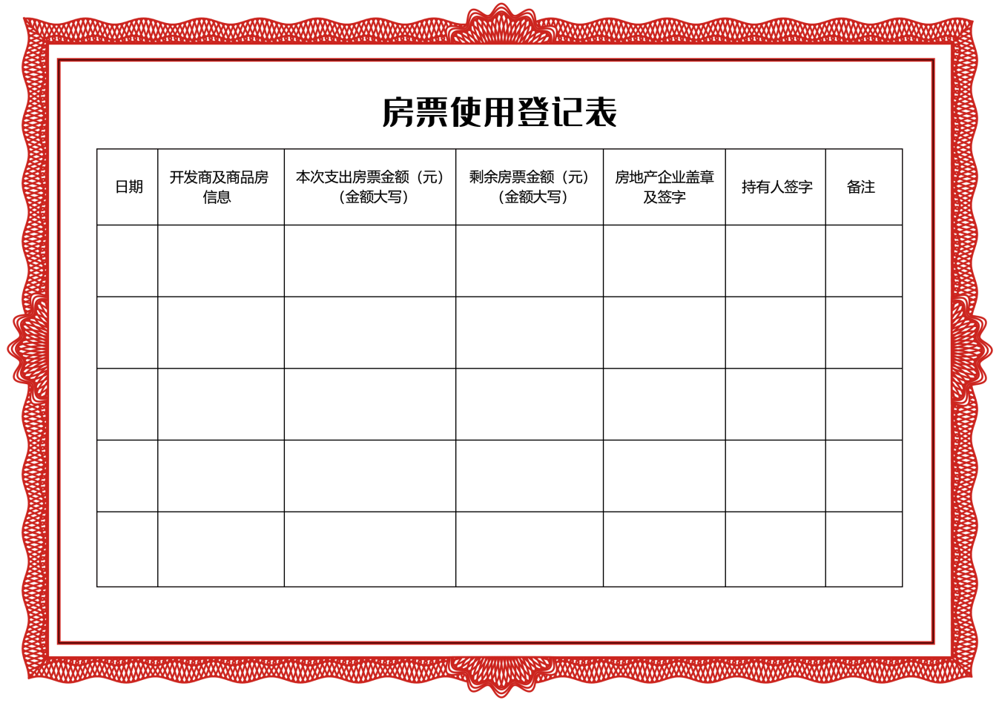 房票使用登记表
日期
开发商及商品房
信息
本次支出房票金额（元）
（金额大写）
剩余房票金额（元）
（金额大写）
房地产企业盖章
及签字
持有人签字
备注